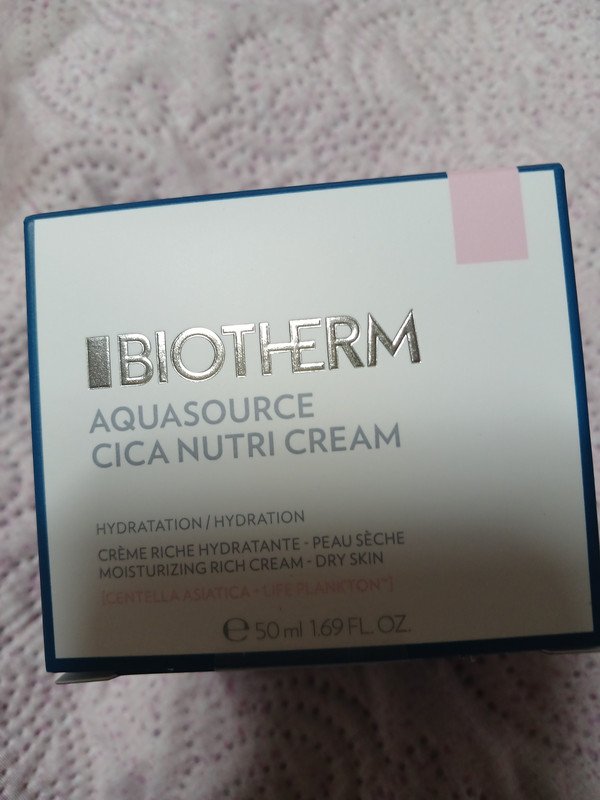 BIOTHERM
AQUASOURCE
CICA NUTRI CREAM
HYDRATATION / HYDRATION
CRÈME RICHE HYDRATANTE - PEAU SÈCHE
MOISTURIZING RICH CREAM - DRY SKIN
[CENTELLA ASIATICA + LIFE PLANKTON™]
℮ 50 ml 1.69 FL. OZ.